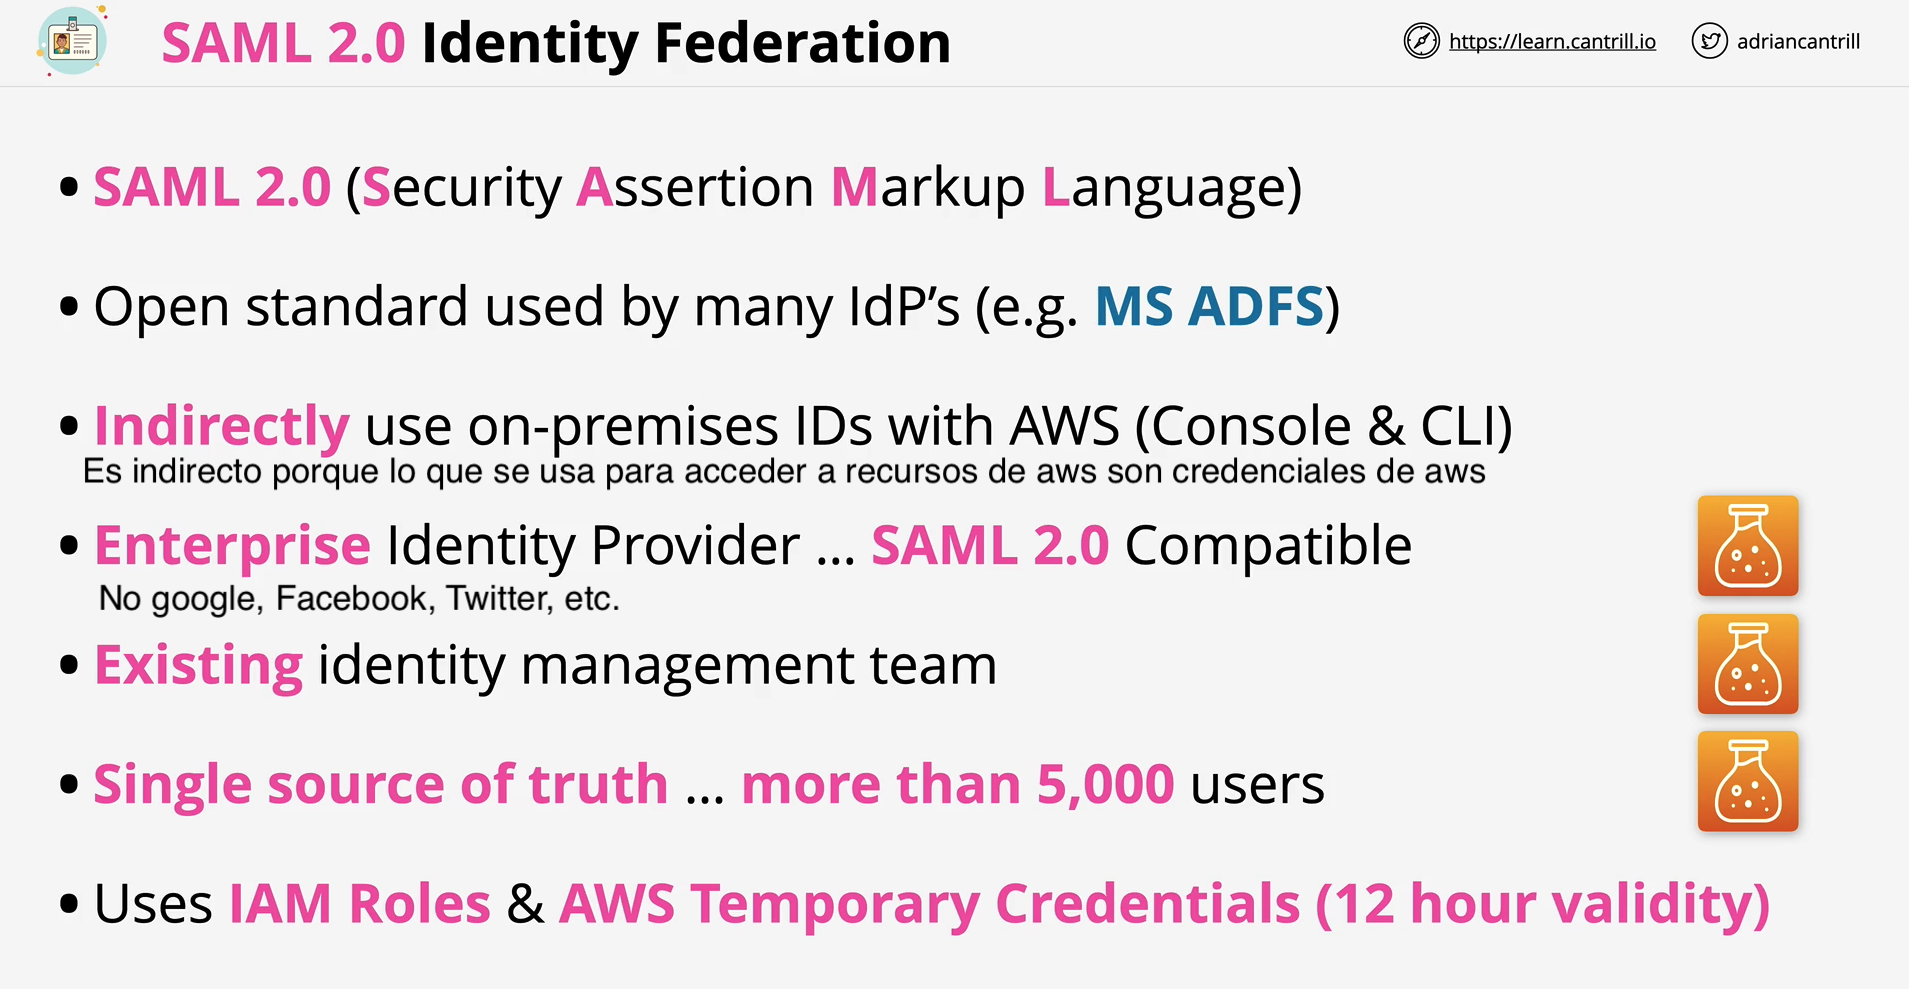 SAML 2.0 Identity Federation
https://learn.cantrill.io
adriancantrill
• SAML 2.0 (Security Assertion Markup Language)
• Open standard used by many IdP’s (e.g. MS ADFS)
• Indirectly use on-premises IDs with AWS (Console & CLI)
Es indirecto porque lo que se usa para acceder a recursos de aws son credenciales de aws
• Enterprise Identity Provider ... SAML 2.0 Compatible
No google, Facebook, Twitter, etc.
• Existing identity management team
• Single source of truth ... more than 5,000 users
• Uses IAM Roles & AWS Temporary Credentials (12 hour validity)